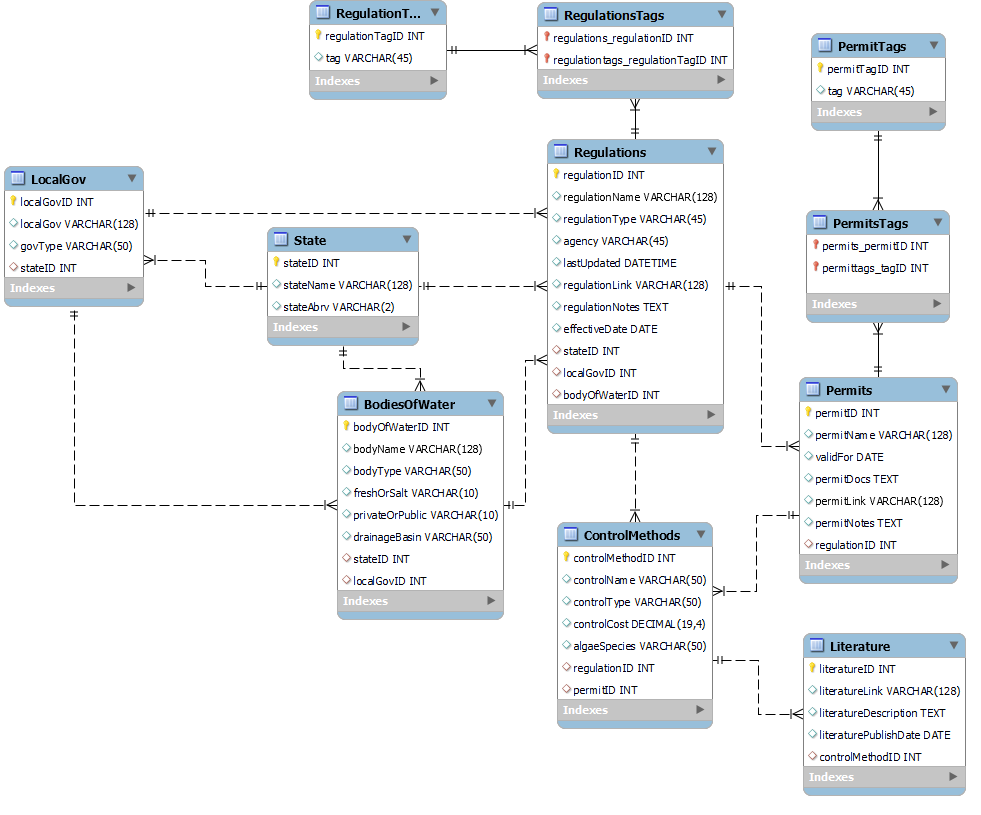 RegulationT...
regulationTagID INT
tag VARCHAR(45)
Indexes
RegulationsTags
regulations_regulationID INT
regulationtags_regulationTagID INT
Indexes
PermitTags
permitTagID INT
tag VARCHAR(45)
Indexes
LocalGov
localGovID INT
localGov VARCHAR(128)
govType VARCHAR(50)
stateID INT
Indexes
State
stateID INT
stateName VARCHAR(128)
stateAbrv VARCHAR(2)
Indexes
Regulations
regulationID INT
regulationName VARCHAR(128)
regulationType VARCHAR(45)
agency VARCHAR(45)
lastUpdated DATETIME
regulationLink VARCHAR(128)
regulationNotes TEXT
effectiveDate DATE
stateID INT
localGovID INT
bodyOfWaterID INT
Indexes
PermitsTags
permits_permitID INT
permittags_tagID INT
Indexes
BodiesOfWater
bodyOfWaterID INT
bodyName VARCHAR(128)
bodyType VARCHAR(50)
freshOrSalt VARCHAR(10)
privateOrPublic VARCHAR(10)
drainageBasin VARCHAR(50)
stateID INT
localGovID INT
Indexes
Permits
permitID INT
permitName VARCHAR(128)
validFor DATE
permitDocs TEXT
permitLink VARCHAR(128)
permitNotes TEXT
regulationID INT
Indexes
ControlMethods
controlMethodID INT
controlName VARCHAR(50)
controlType VARCHAR(50)
controlCost DECIMAL(19,4)
algaeSpecies VARCHAR(50)
regulationID INT
permitID INT
Indexes
Literature
literatureID INT
literatureLink VARCHAR(128)
literatureDescription TEXT
literaturePublishDate DATE
controlMethodID INT
Indexes